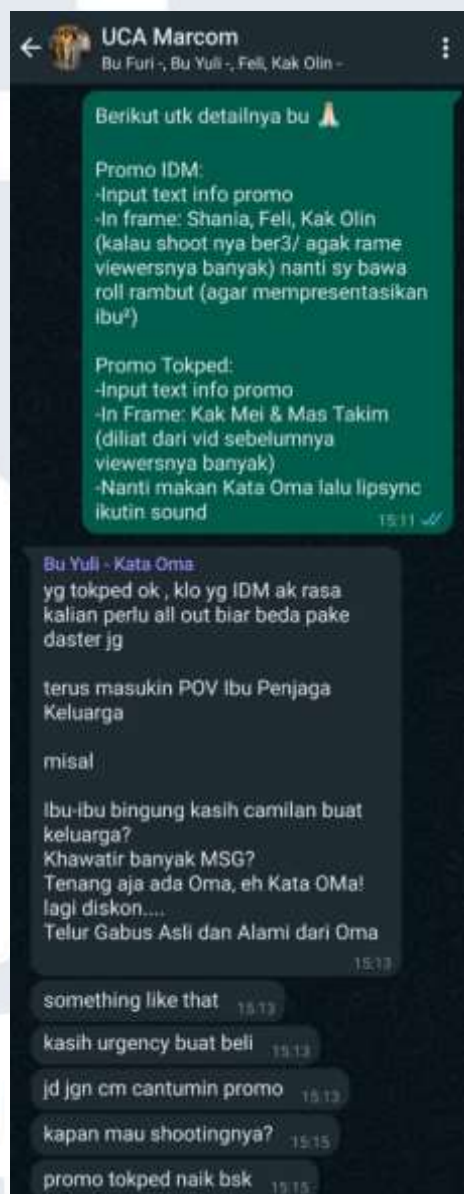 UCA Marcom
Bu Furi -, Bu Yuli -, Feli, Kak Olin -
Berikut utk detailnya bu 🙏🏻
Promo IDM:
-Input text info promo
-In frame: Shania, Feli, Kak Olin
(kalau shoot nya ber3/ agak rame
viewersnya banyak) nanti sy bawa
roll rambut (agar mempresentasikan
ibu²)
Promo Tokped:
-Input text info promo
-In Frame: Kak Mei & Mas Takim
(diliat dari vid sebelumnya
viewersnya banyak)
-Nanti makan Kata Oma lalu lipsync
ikutin sound
15:11
Bu Yuli - Kata Oma
yg tokped ok , klo yg IDM ak rasa
kalian perlu all out biar beda pake
daster jg
terus masukin POV Ibu Penjaga
Keluarga
misal
Ibu-ibu bingung kasih camilan buat
keluarga?
Khawatir banyak MSG?
Tenang aja ada Oma, eh Kata OMa!
lagi diskon....
Telur Gabus Asli dan Alami dari Oma
15:13
something like that 15:13
kasih urgency buat beli 15:13
jd jgn cm cantumin promo 15:13
kapan mau shootingnya? 15:15
promo tokped naik bsk 15:15